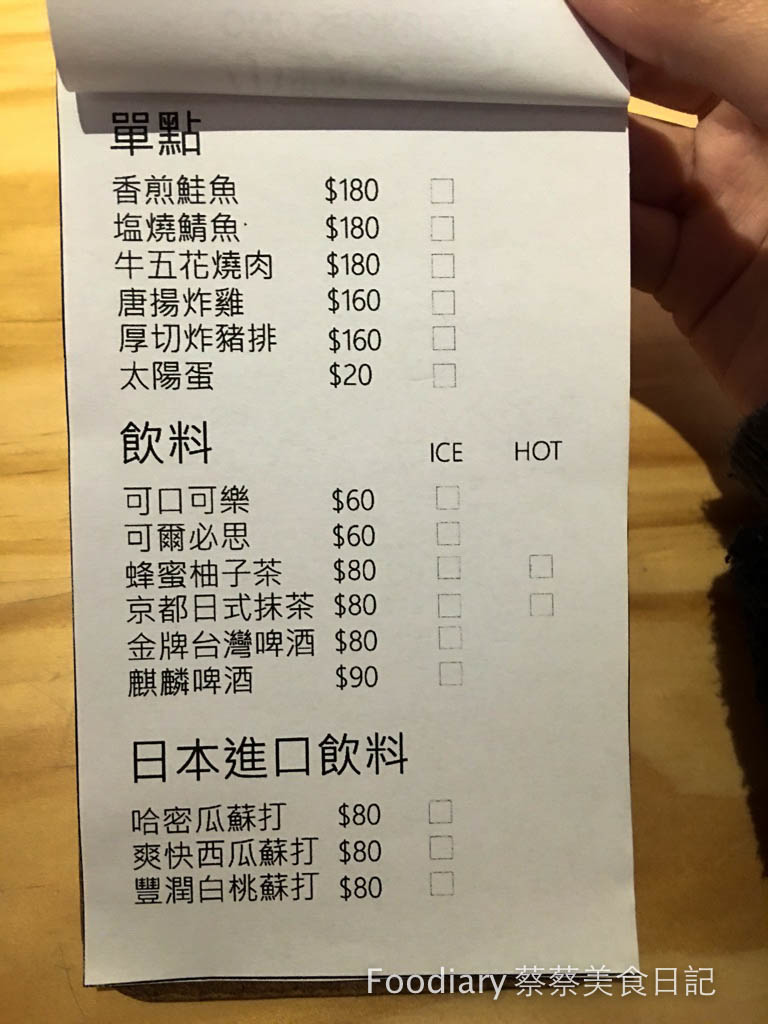 單點
香煎鮭魚 $180 □
塩燒鯖魚 $180 □
牛五花燒肉 $180 □
唐揚炸雞 $160 □
厚切炸豬排 $160 □
太陽蛋 $20 □
飲料 ICE HOT
可口可樂 $60 □
可爾必思 $60 □
蜂蜜柚子茶 $80 □ □
京都日式抹茶 $80 □ □
金牌台灣啤酒 $80 □
麒麟啤酒 $90 □
日本進口飲料
哈密瓜蘇打 $80 □
爽快西瓜蘇打 $80 □
豐潤白桃蘇打 $80 □
Foodiary 蔡蔡美食日記